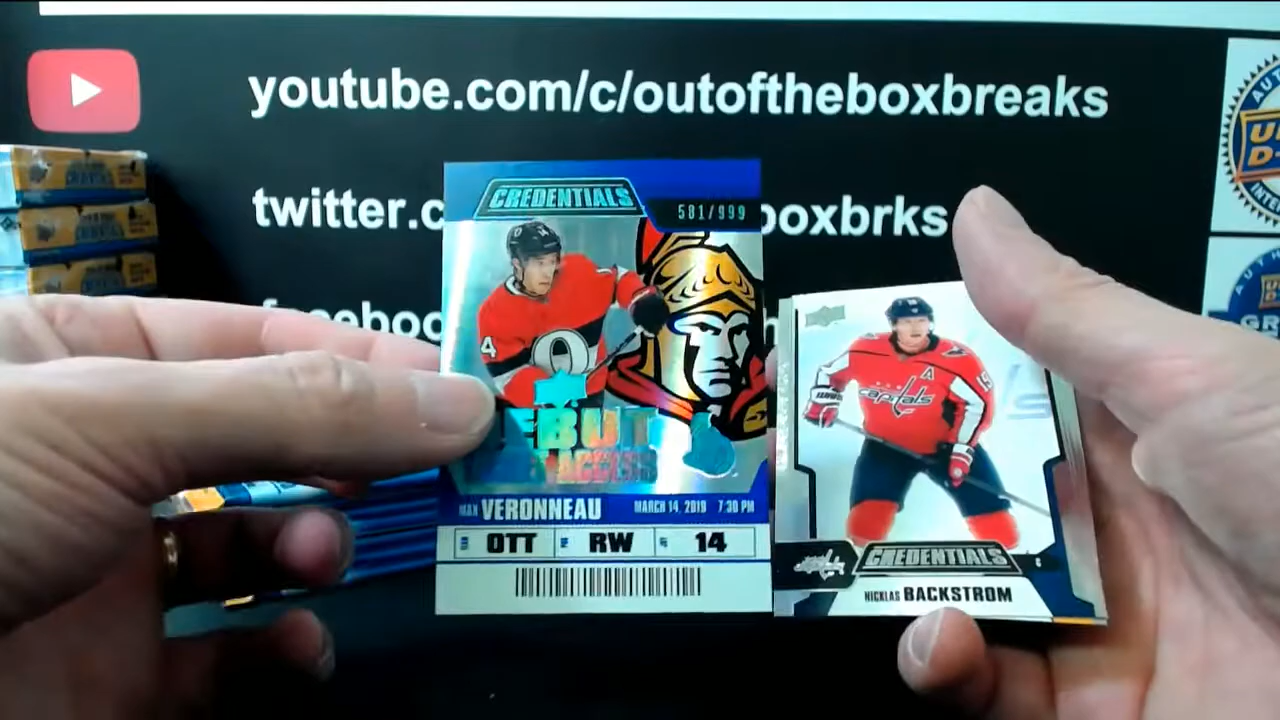 youtube.com/c/outoftheboxbreaks
twitter.c
boxbrks
CREDENTIALS
581/999
VERONNEAU
MARCH 14, 2019 7:30 PM
OTT RW 14
A
capitals
CREDENTIALS
NICKLAS BACKSTROM